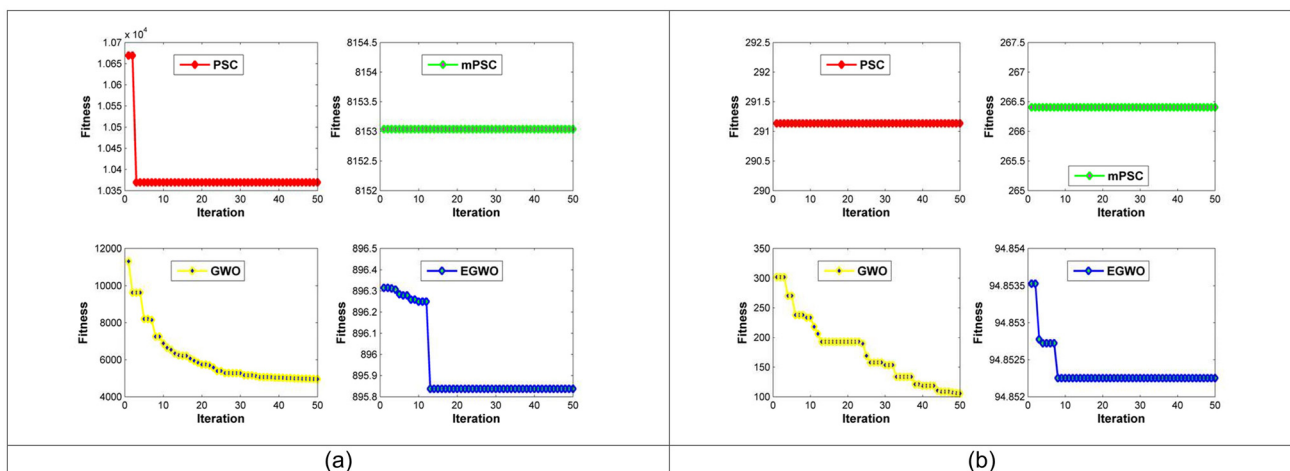 x 10⁴
1.07
1.065
1.06
1.055
1.05
1.045
1.04
1.035
Fitness
PSC
0 10 20 30 40 50
Iteration
8154.5
8154
8153.5
8153
8152.5
8152
Fitness
mPSC
0 10 20 30 40 50
Iteration
12000
10000
8000
6000
4000
Fitness
GWO
0 10 20 30 40 50
Iteration
896.5
896.4
896.3
896.2
896.1
896
895.9
895.8
Fitness
EGWO
0 10 20 30 40 50
Iteration
(a)
292.5
292
291.5
291
290.5
290
Fitness
PSC
0 10 20 30 40 50
Iteration
267.5
267
266.5
266
265.5
265
Fitness
mPSC
0 10 20 30 40 50
Iteration
350
300
250
200
150
100
Fitness
GWO
0 10 20 30 40 50
Iteration
94.854
94.8535
94.853
94.8525
94.852
Fitness
EGWO
0 10 20 30 40 50
Iteration
(b)